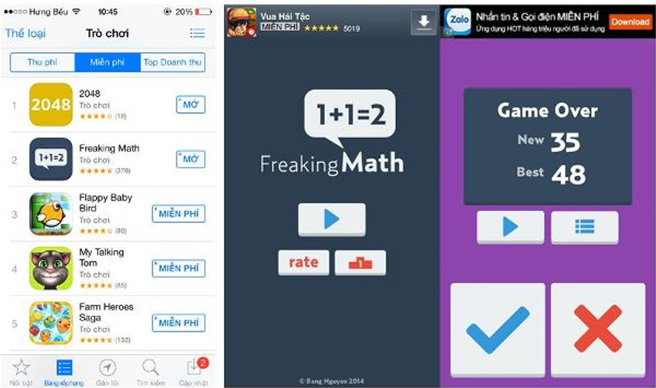 Hưng Bếu
10:45
20%
Thể loại
Trò chơi
Thu phí
Miễn phí
Top Doanh thu
1
2048
2048
Trò chơi
(18)
MỞ
2
1+1=2
Freaking Math
Trò chơi
(376)
MỞ
3
Flappy Baby
Bird
Trò chơi
(80)
MIỄN PHÍ
4
My Talking
Tom
Trò chơi
(85)
MIỄN PHÍ
5
Farm Heroes
Saga
Trò chơi
(132)
MIỄN PHÍ
Nổi bật
Bảng xếp hạng
Gần tôi
Tìm kiếm
Cập nhật
2
Vua Hải Tặc
MIỄN PHÍ
5019
1+1=2
Freaking Math
rate
1
© Bang Nguyen 2014
Zalo
Nhắn tin & Gọi điện MIỄN PHÍ
Ứng dụng HOT hàng triệu người đã sử dụng
Download
Game Over
New 35
Best 48